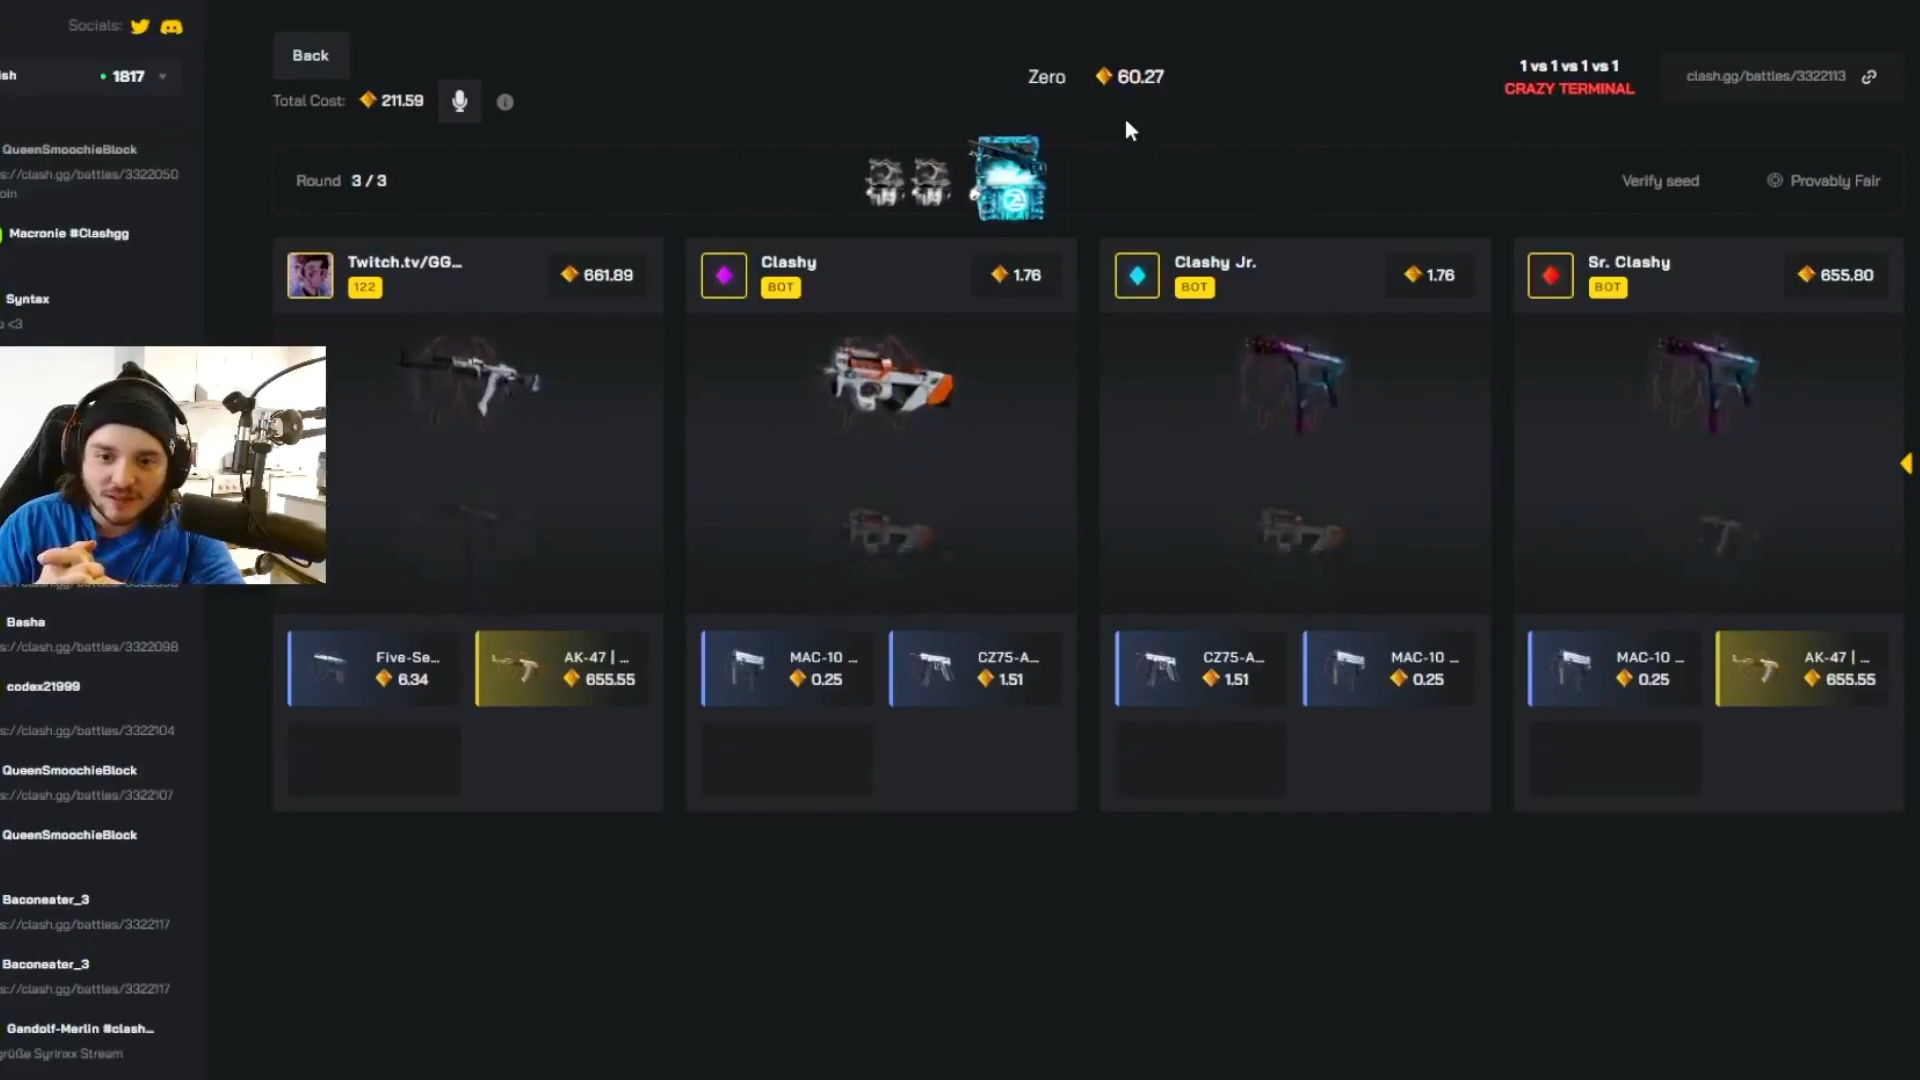 Socials:
1817
QueenSmoochieBlock
s://clash.gg/battles/3322050
oin
Macronie #Clashgg
Syntax
<3
Basha
://clash.gg/battles/3322098
codex21999
s://clash.gg/battles/3322104
QueenSmoochieBlock
s://clash.gg/battles/3322107
QueenSmoochieBlock
Baconeater_3
s://clash.gg/battles/3322117
Baconeater_3
s://clash.gg/battles/3322117
Gandolf-Merlin #clash...
grüße Syrinxx Stream
Back
Total Cost: 211.59
Zero 60.27
1 vs 1 vs 1 vs 1
CRAZY TERMINAL
clash.gg/battles/3322113
Round 3 / 3
Verify seed
Provably Fair
Twitch.tv/GG...
122
661.89
Clashy
BOT
1.76
Clashy Jr.
BOT
1.76
Sr. Clashy
BOT
655.80
Five-Se...
6.34
AK-47 | ...
655.55
MAC-10 ...
0.25
CZ75-A...
1.51
CZ75-A...
1.51
MAC-10 ...
0.25
MAC-10 ...
0.25
AK-47 | ...
655.55